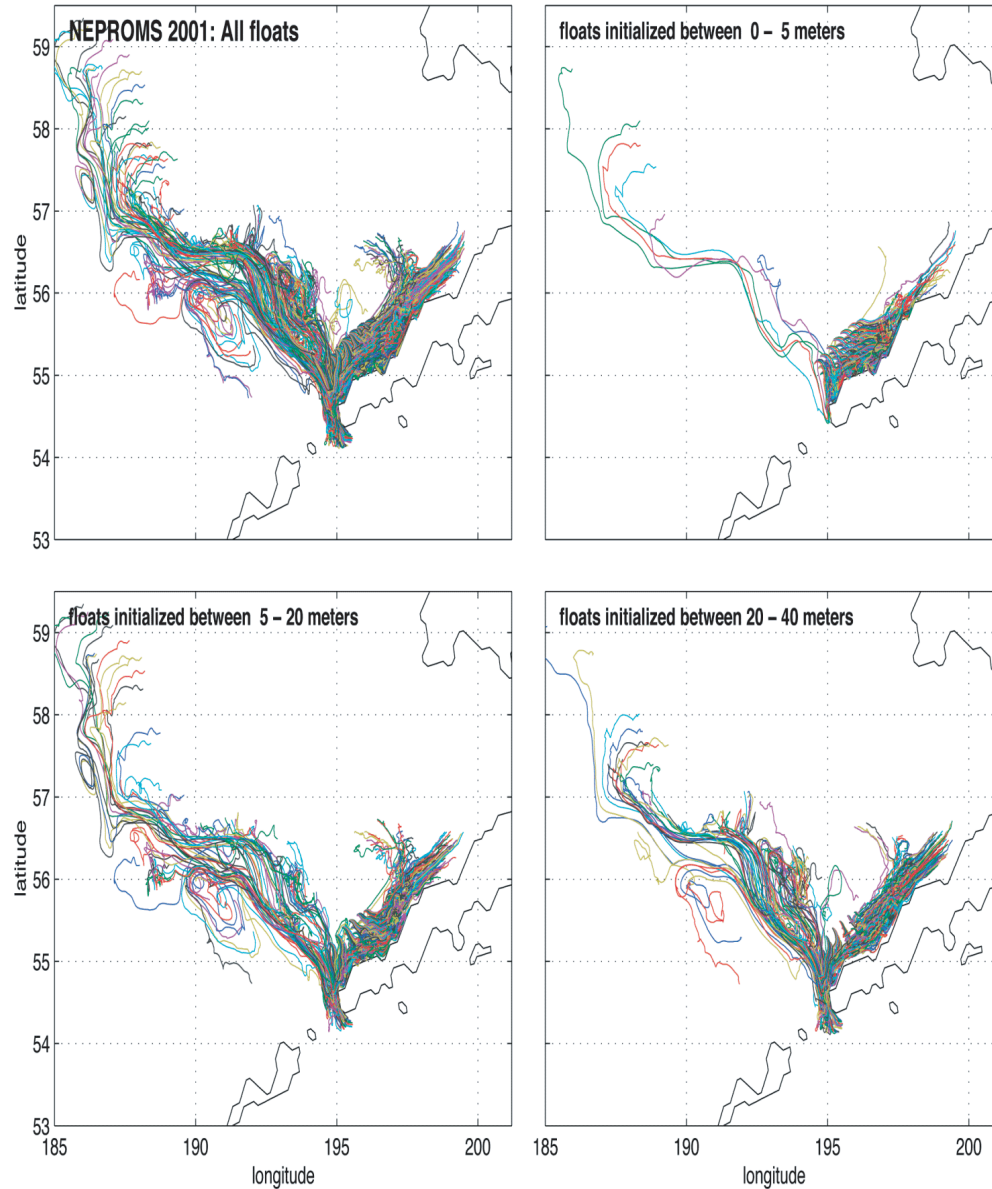 NEPROMS 2001: All floats
floats initialized between 0 – 5 meters
59
58
57
56
55
54
53
latitude
floats initialized between 5 – 20 meters
floats initialized between 20 – 40 meters
59
58
57
56
55
54
53
latitude
185 190 195 200
190 195 200
longitude
longitude